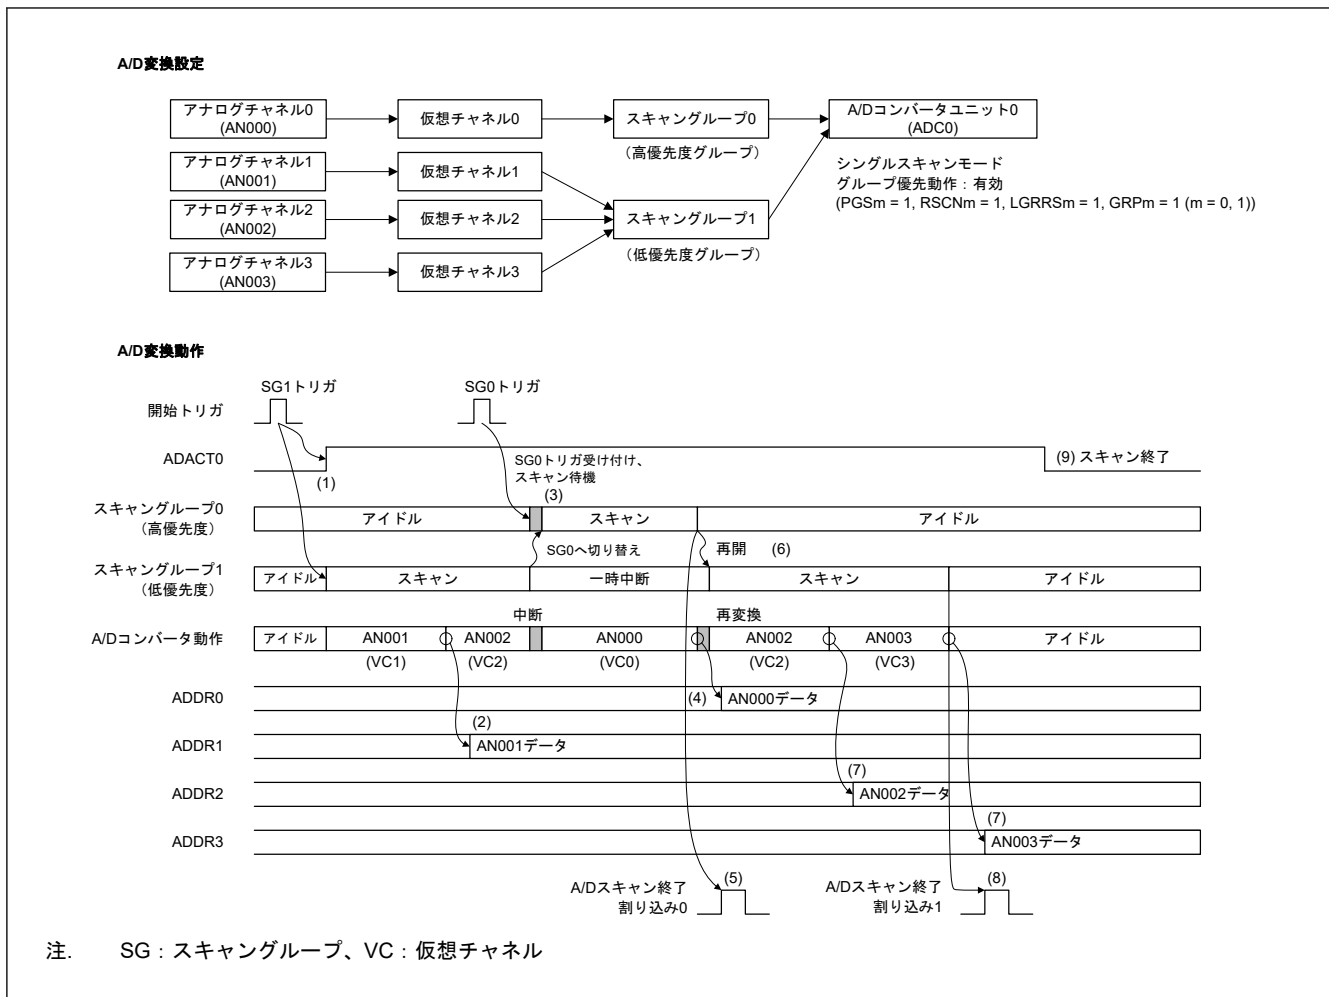 A/D変換設定
アナログチャネル0
(AN000)
仮想チャネル0
スキャングループ0
(高優先度グループ)
A/Dコンバータユニット0
(ADC0)
アナログチャネル1
(AN001)
仮想チャネル1
アナログチャネル2
(AN002)
仮想チャネル2
スキャングループ1
(低優先度グループ)
アナログチャネル3
(AN003)
仮想チャネル3
シングルスキャンモード
グループ優先動作：有効
(PGSm = 1, RSCNm = 1, LGRRSm = 1, GRPm = 1 (m = 0, 1))
A/D変換動作
SG1トリガ
SG0トリガ
開始トリガ
ADACT0
(1)
SG0トリガ受け付け、
スキャン待機
(3)
(9) スキャン終了
スキャングループ0
(高優先度)
アイドル
スキャン
アイドル
SG0へ切り替え
再開
(6)
スキャングループ1
(低優先度)
アイドル
スキャン
一時中断
スキャン
アイドル
中断
再変換
A/Dコンバータ動作
アイドル
AN001
AN002
AN000
AN002
AN003
アイドル
(VC1)
(VC2)
(VC0)
(VC2)
(VC3)
ADDR0
(4)
AN000データ
(2)
ADDR1
AN001データ
(7)
ADDR2
AN002データ
(7)
ADDR3
AN003データ
A/Dスキャン終了
割り込み0
(5)
A/Dスキャン終了
割り込み1
(8)
注. SG：スキャングループ、VC：仮想チャネル